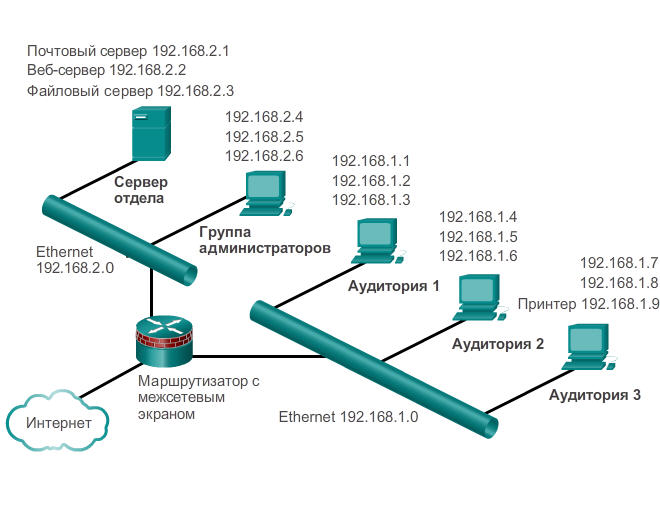 Почтовый сервер 192.168.2.1
Веб-сервер 192.168.2.2
Файловый сервер 192.168.2.3
192.168.2.4
192.168.2.5
192.168.2.6
Сервер
отдела
192.168.1.1
192.168.1.2
192.168.1.3
Группа
администраторов
Ethernet
192.168.2.0
192.168.1.4
192.168.1.5
192.168.1.6
Аудитория 1
192.168.1.7
192.168.1.8
Принтер 192.168.1.9
Аудитория 2
Маршрутизатор с
межсетевым
экраном
Аудитория 3
Интернет
Ethernet 192.168.1.0